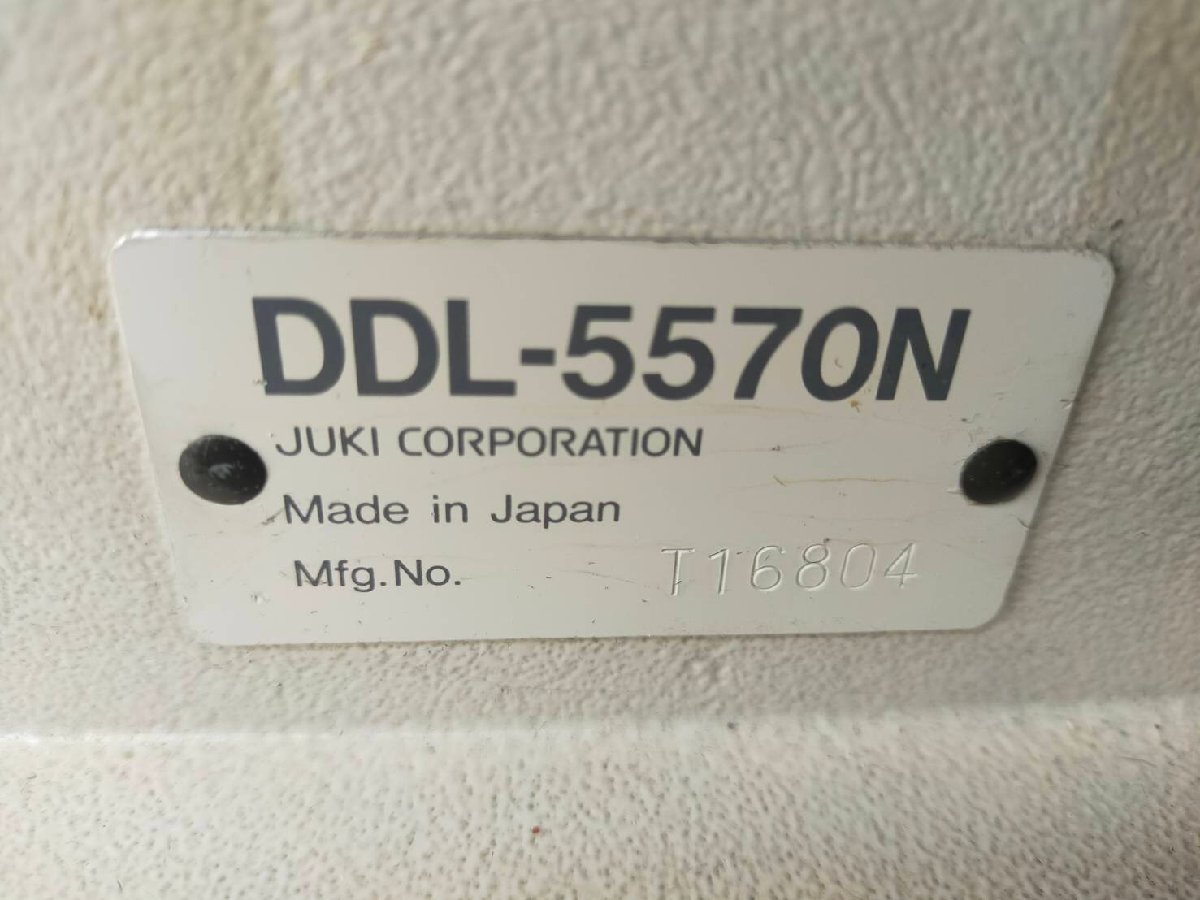 DDL-5570N
JUKI CORPORATION
Made in Japan
Mfg.No. T16804